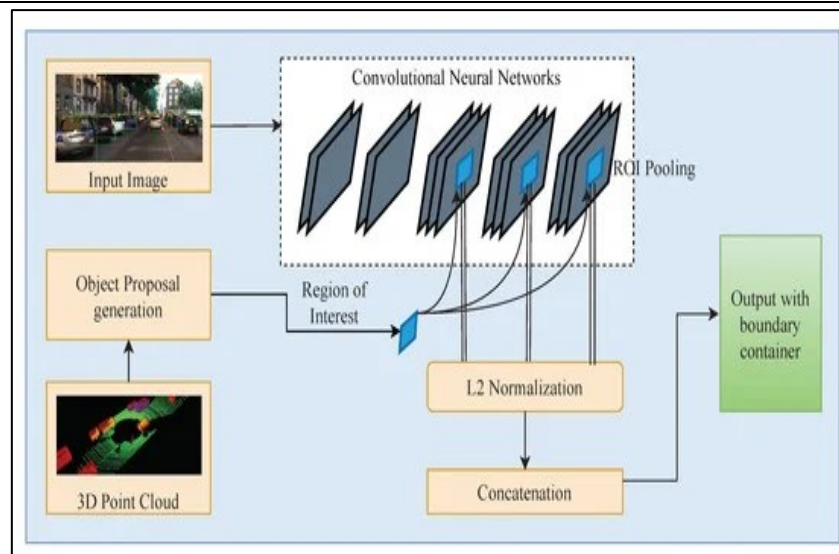 Convolutional Neural Networks
Input Image
ROI Pooling
Object Proposal
generation
Region of
Interest
Output with
boundary
container
L2 Normalization
3D Point Cloud
Concatenation